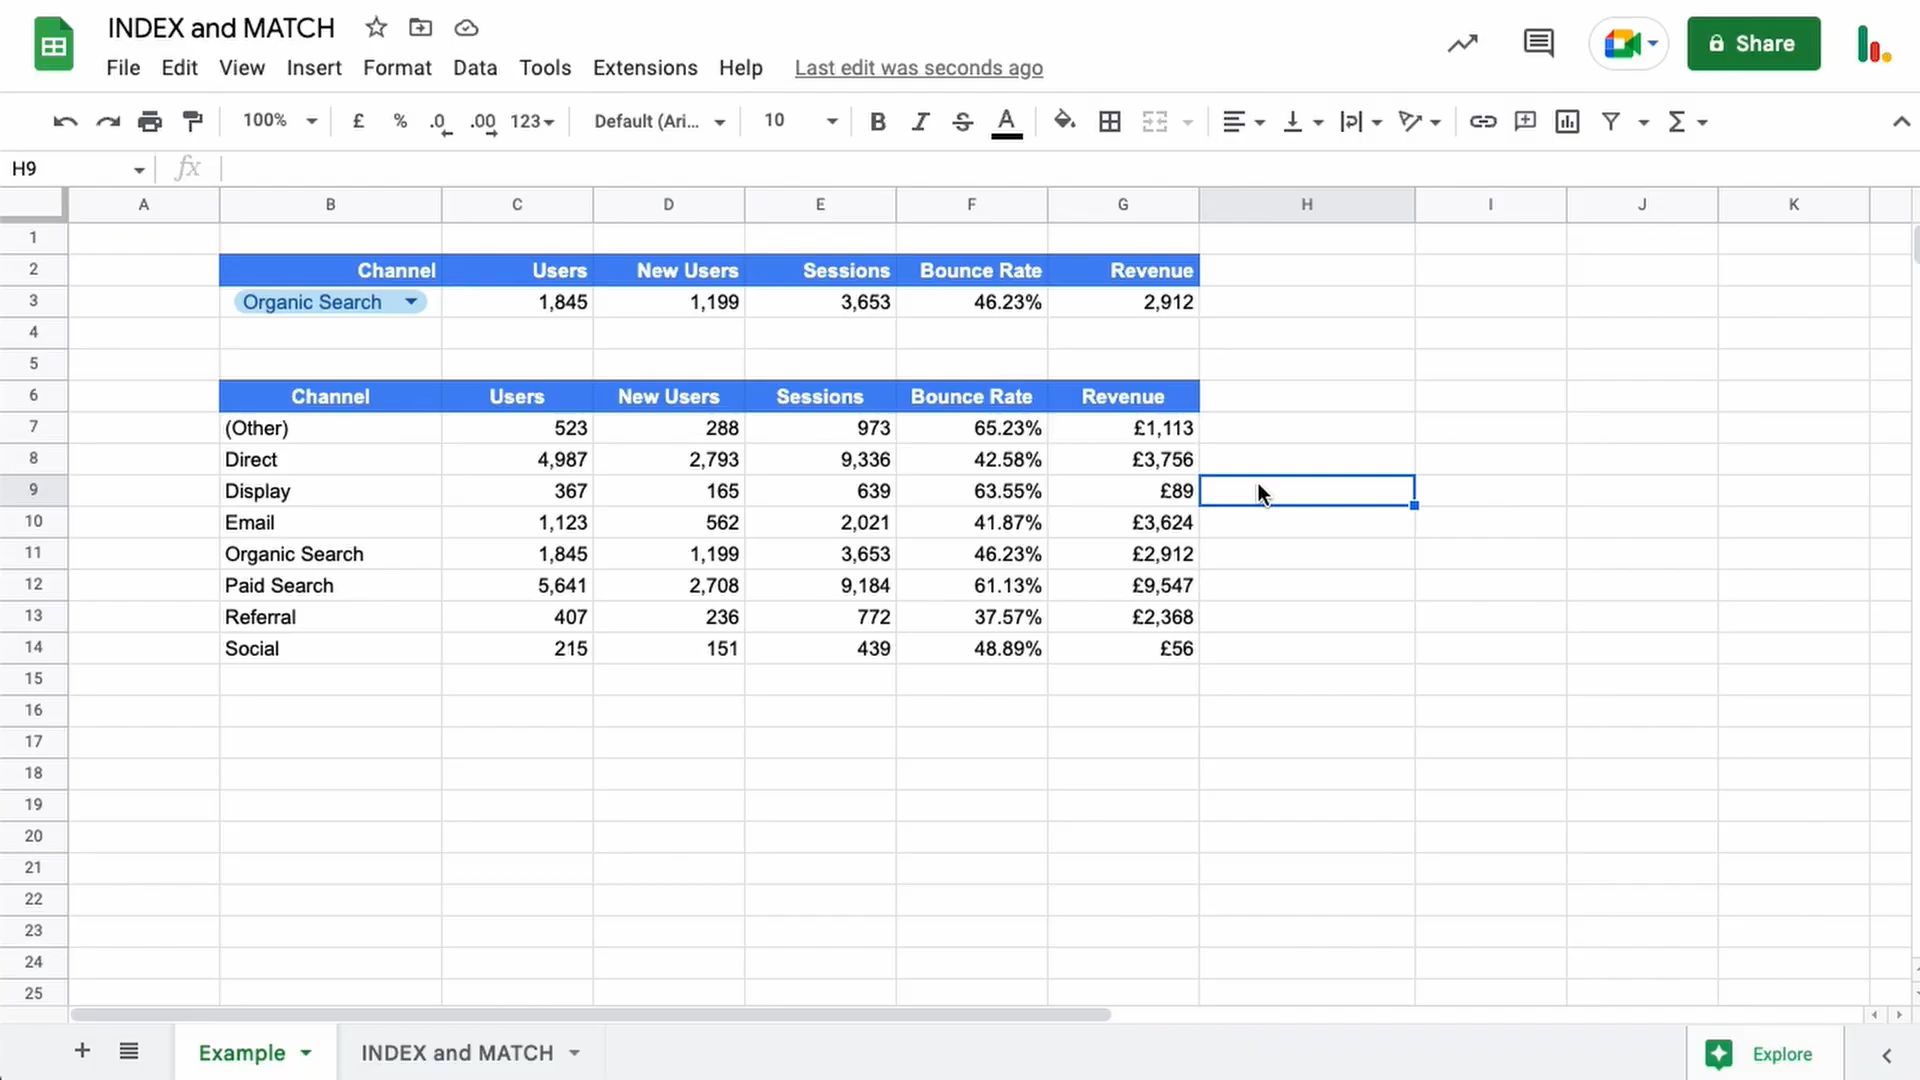 INDEX and MATCH
File Edit View Insert Format Data Tools Extensions Help Last edit was seconds ago
Share
100% £ % .0 .00 123 Default (Ari... 10 B I S A Σ
H9 fx
A B C D E F G H I J K
1
2 Channel Users New Users Sessions Bounce Rate Revenue
3 Organic Search 1,845 1,199 3,653 46.23% 2,912
4
5
6 Channel Users New Users Sessions Bounce Rate Revenue
7 (Other) 523 288 973 65.23% £1,113
8 Direct 4,987 2,793 9,336 42.58% £3,756
9 Display 367 165 639 63.55% £89
10 Email 1,123 562 2,021 41.87% £3,624
11 Organic Search 1,845 1,199 3,653 46.23% £2,912
12 Paid Search 5,641 2,708 9,184 61.13% £9,547
13 Referral 407 236 772 37.57% £2,368
14 Social 215 151 439 48.89% £56
15
16
17
18
19
20
21
22
23
24
25
Example INDEX and MATCH Explore